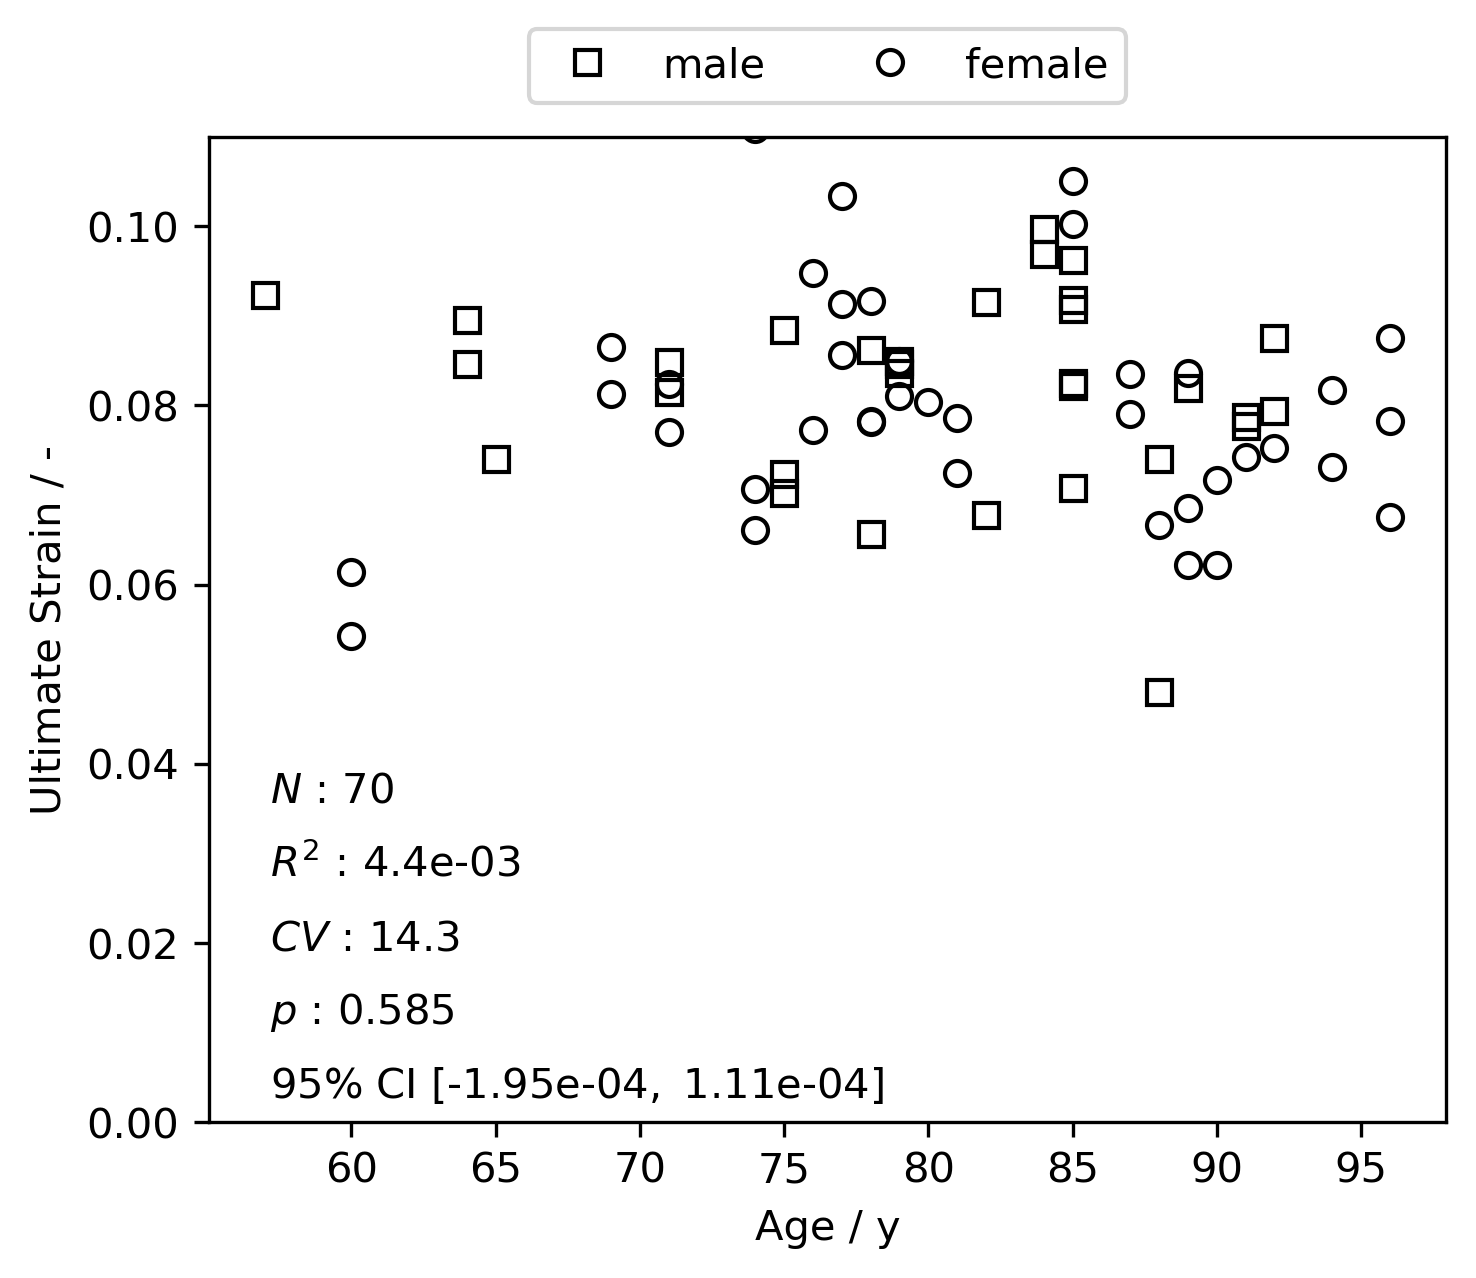 male female
0.10
0.08
0.06
0.04
0.02
0.00
Ultimate Strain / -
N : 70
R² : 4.4e-03
CV : 14.3
p : 0.585
95% CI [-1.95e-04, 1.11e-04]
60 65 70 75 80 85 90 95
Age / y